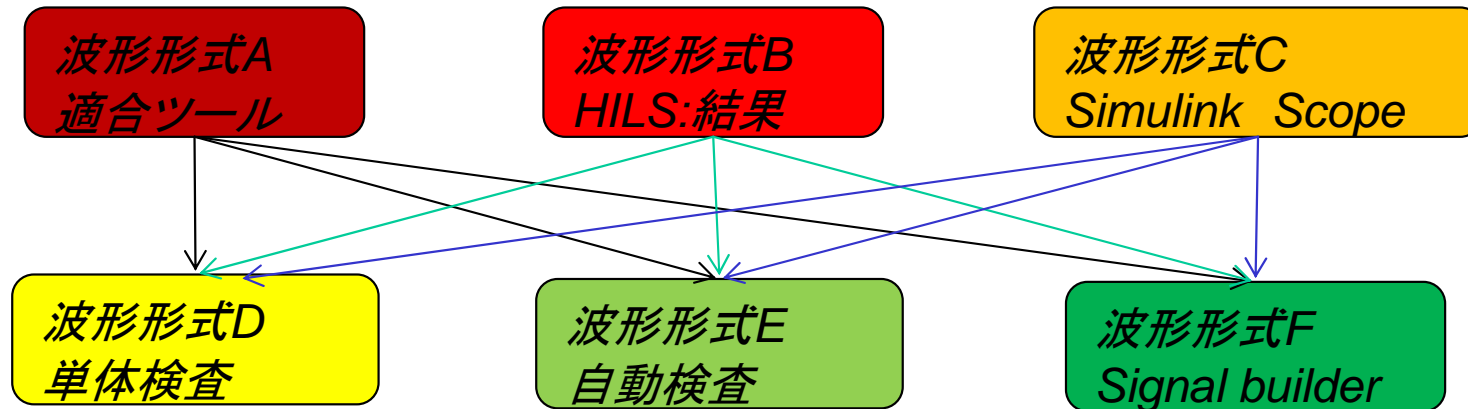 波形形式A
適合ツール
波形形式B
HILS:結果
波形形式C
Simulink　Scope
波形形式D
単体検査
波形形式E
自動検査
波形形式F
Signal builder